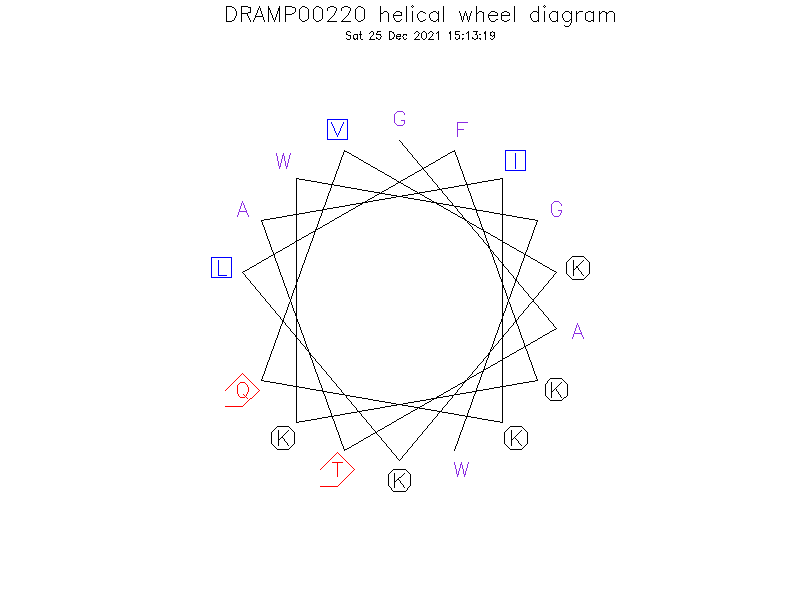 DRAMP00220 helical wheel diagram
Sat 25 Dec 2021 15:13:19
G
V F
W I
A G
L K
A
Q K
K K
T W
K